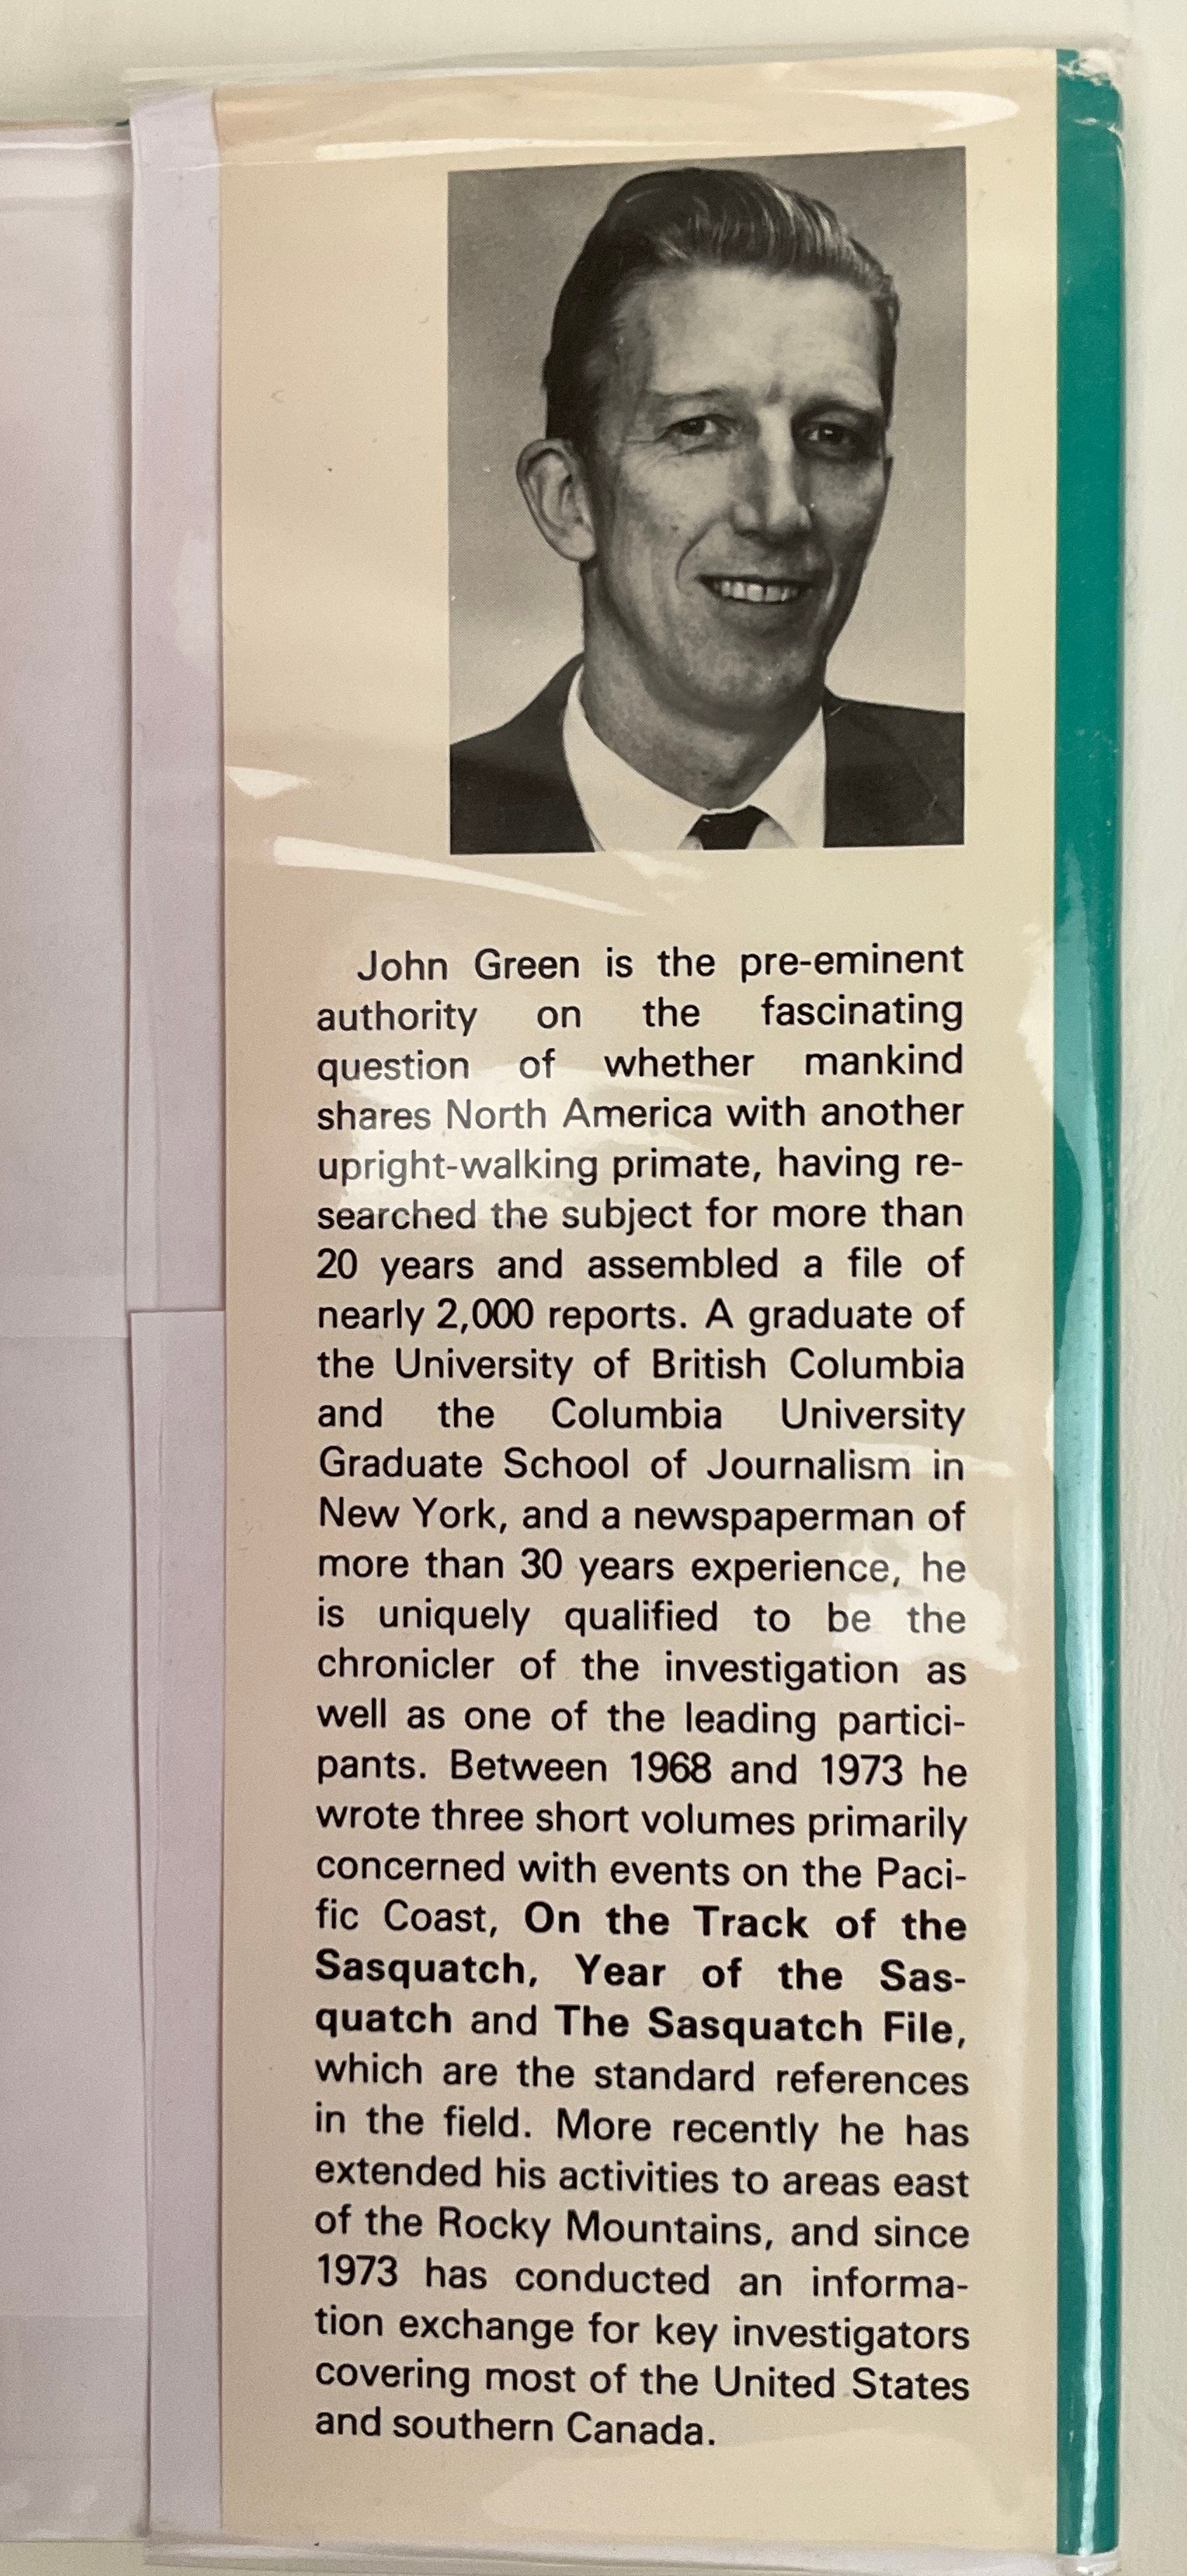 John Green is the pre-eminent
authority on the fascinating
question of whether mankind
shares North America with another
upright-walking primate, having re-
searched the subject for more than
20 years and assembled a file of
nearly 2,000 reports. A graduate of
the University of British Columbia
and the Columbia University
Graduate School of Journalism in
New York, and a newspaperman of
more than 30 years experience, he
is uniquely qualified to be the
chronicler of the investigation as
well as one of the leading partici-
pants. Between 1968 and 1973 he
wrote three short volumes primarily
concerned with events on the Paci-
fic Coast, On the Track of the
Sasquatch, Year of the Sas-
quatch and The Sasquatch File,
which are the standard references
in the field. More recently he has
extended his activities to areas east
of the Rocky Mountains, and since
1973 has conducted an informa-
tion exchange for key investigators
covering most of the United States
and southern Canada.